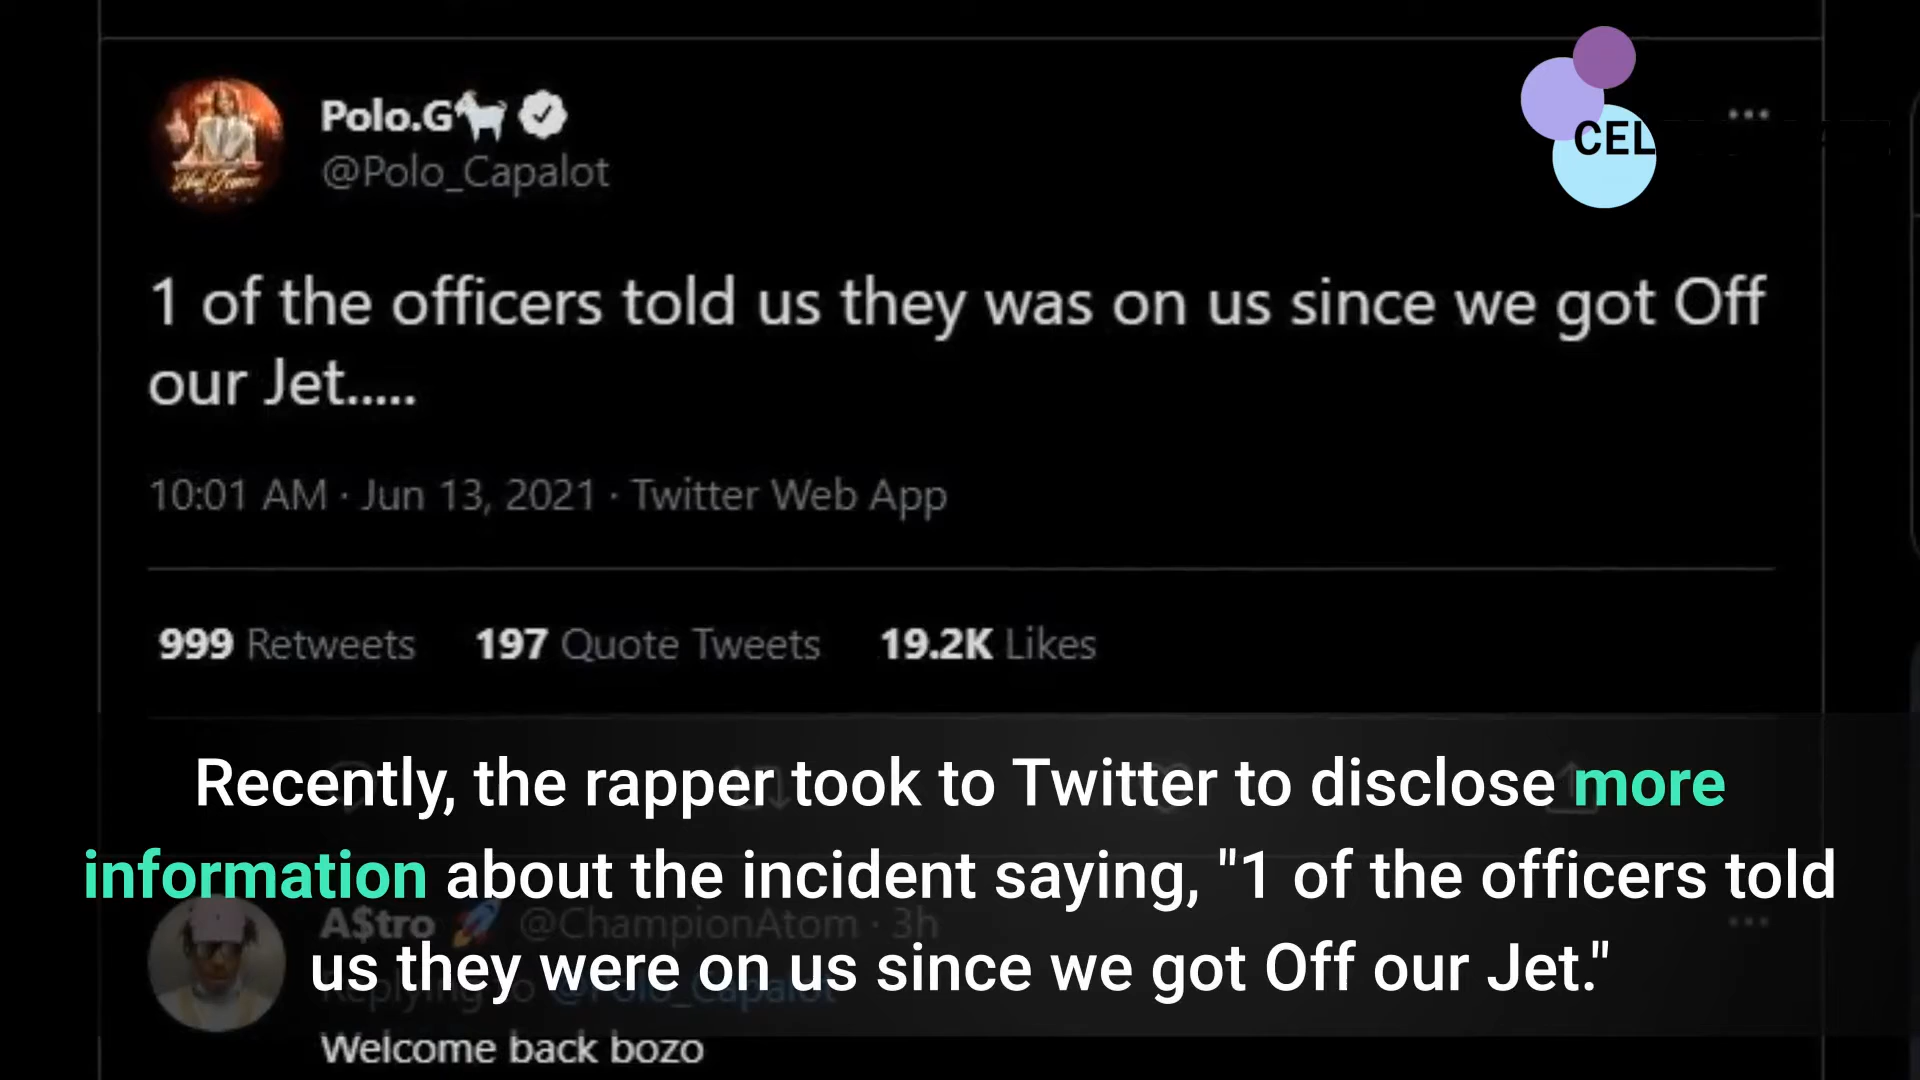 Polo.G
@Polo_Capalot
CEL
1 of the officers told us they was on us since we got Off
our Jet.....
10:01 AM · Jun 13, 2021 · Twitter Web App
999 Retweets 197 Quote Tweets 19.2K Likes
Recently, the rapper took to Twitter to disclose more
information about the incident saying, "1 of the officers told
us they were on us since we got Off our Jet."
A$tro @ChampionAtom · 3h
Replying to @Polo_Capalot
Welcome back bozo